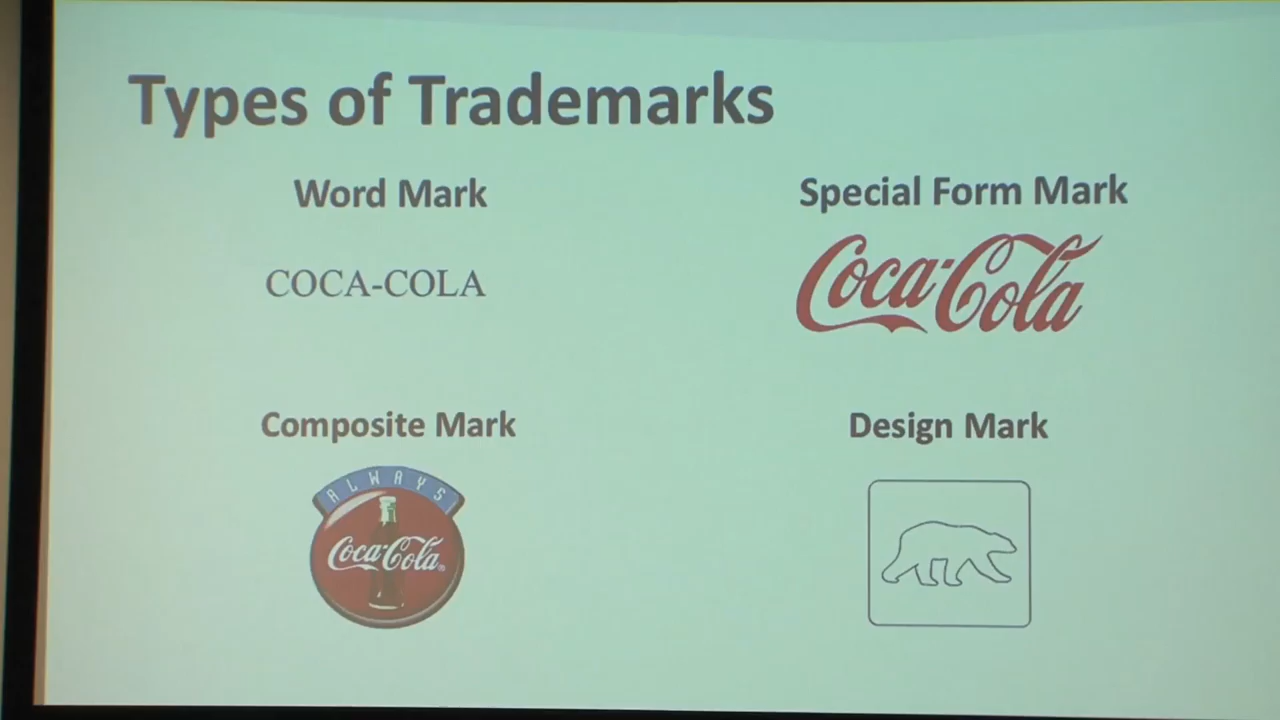 Types of Trademarks
Word Mark
COCA-COLA
Special Form Mark
Coca-Cola
Composite Mark
ALWAYS
Coca-Cola®
Design Mark